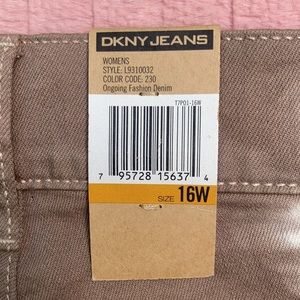 DKNY JEANS
WOMENS
STYLE: L9310032
COLOR CODE: 230
Ongoing Fashion Denim
T7P01-16W
7 95728 15637 4
SIZE 16W